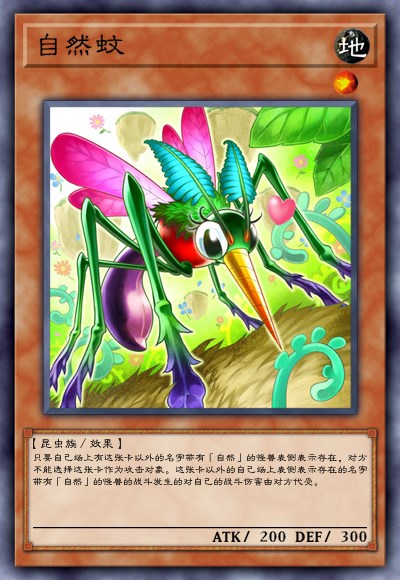 自然蚊
地
【昆虫族／效果】
只要自己场上有这张卡以外的名字带有「自然」的怪兽表侧表示存在，对方
不能选择这张卡作为攻击对象。这张卡以外的自己场上表侧表示存在的名字
带有「自然」的怪兽的战斗发生的对自己的战斗伤害由对方代受。
ATK/ 200 DEF/ 300